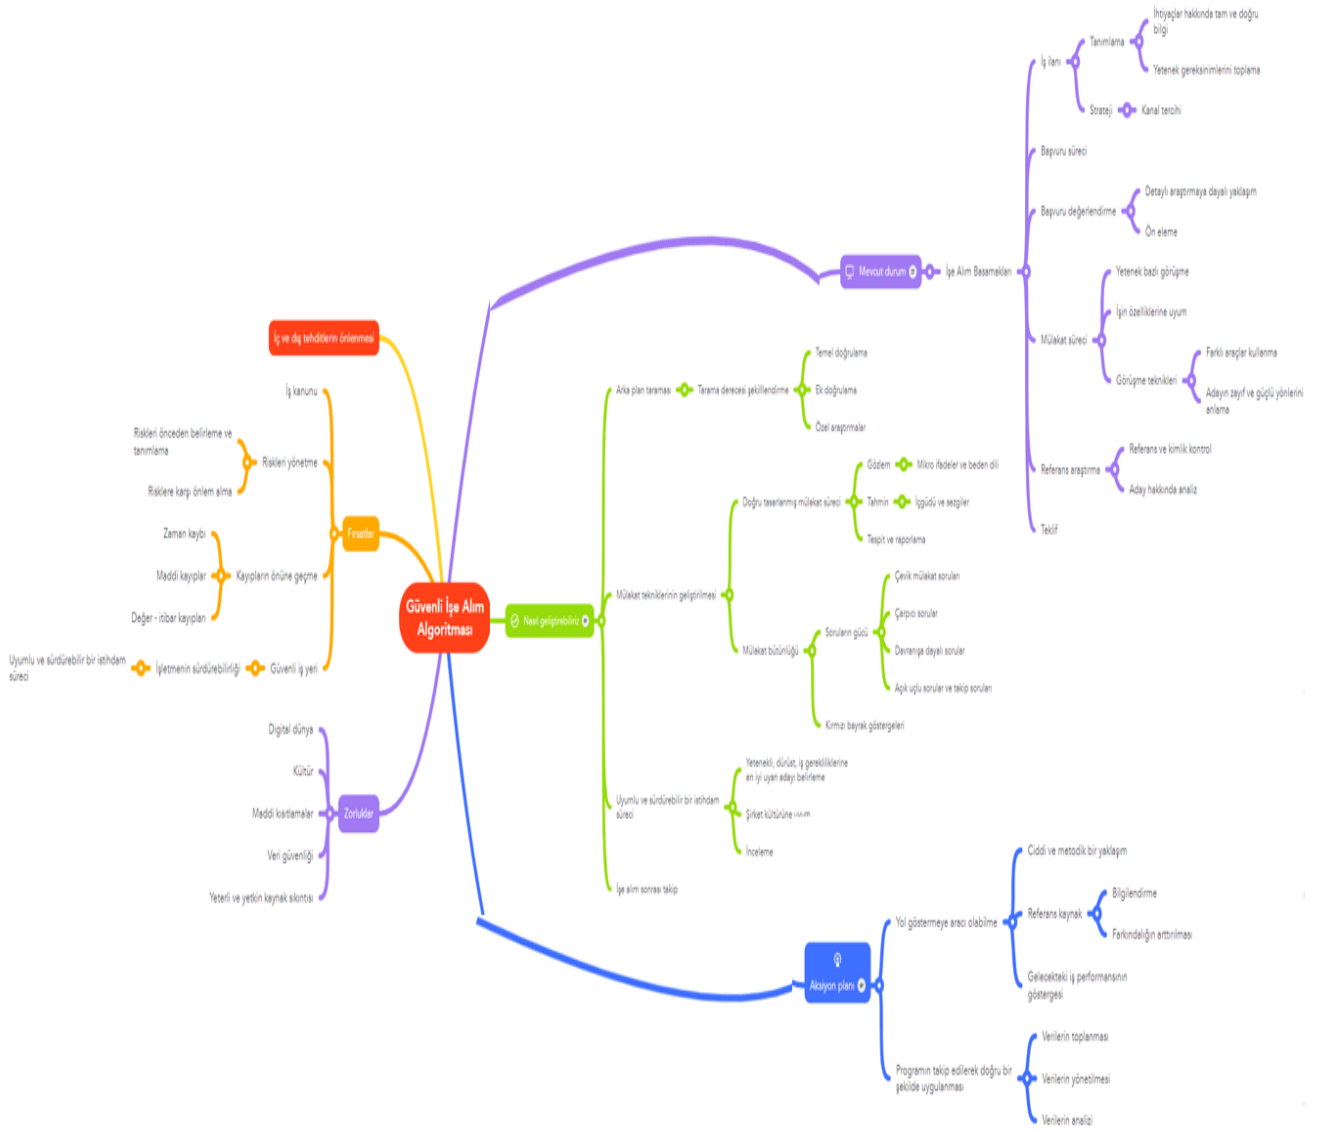 Güvenli İşe Alım
Algoritması
İç ve dış tehditlerin önlenmesi
Fırsatlar
İş kanunu
Riskleri yönetme
Riskleri önceden belirleme ve
tanımlama
Risklere karşı önlem alma
Kayıpların önüne geçme
Zaman kaybı
Maddi kayıplar
Değer - itibar kayıpları
Güvenli iş yeri
İşletmenin sürdürebilirliği
Uyumlu ve sürdürebilir bir istihdam
süreci
Zorluklar
Digital dünya
Kültür
Maddi kısıtlamalar
Veri güvenliği
Yeterli ve yetkin kaynak sıkıntısı
Mevcut durum
İşe Alım Basamakları
İş ilanı
Tanımlama
İhtiyaçlar hakkında tam ve doğru
bilgi
Yetenek gereksinimlerini toplama
Strateji
Kanal tercihi
Başvuru süreci
Başvuru değerlendirme
Detaylı araştırmaya dayalı yaklaşım
Ön eleme
Mülakat süreci
Yetenek bazlı görüşme
İşin özelliklerine uyum
Görüşme teknikleri
Farklı araçlar kullanma
Adayın zayıf ve güçlü yönlerini
anlama
Referans araştırma
Referans ve kimlik kontrol
Aday hakkında analiz
Teklif
Nasıl geliştirebiliriz
Arka plan taraması
Tarama derecesi şekilllendirme
Temel doğrulama
Ek doğrulama
Özel araştırmalar
Mülakat tekniklerinin geliştirilmesi
Doğru tasarlanmış mülakat süreci
Gözlem
Mikro ifadeler ve beden dili
Tahmin
İçgüdü ve sezgiler
Tespit ve raporlama
Mülakat bütünlüğü
Soruların gücü
Çevik mülakat soruları
Çarpıcı sorular
Davranışa dayalı sorular
Açık uçlu sorular ve takip soruları
Kırmızı bayrak göstergeleri
Uyumlu ve sürdürebilir bir istihdam
süreci
Yetenekli, dürüst, iş gerekliliklerine
en iyi uyan adayı belirleme
Şirket kültürüne uyum
İnceleme
İşe alım sonrası takip
Aksiyon planı
Yol göstermeye aracı olabilme
Ciddi ve metodik bir yaklaşım
Referans kaynak
Bilgilendirme
Farkındalığın arttırılması
Gelecekteki iş performansının
göstergesi
Programın takip edilerek doğru bir
şekilde uygulanması
Verilerin toplanması
Verilerin yönetilmesi
Verilerin analizi